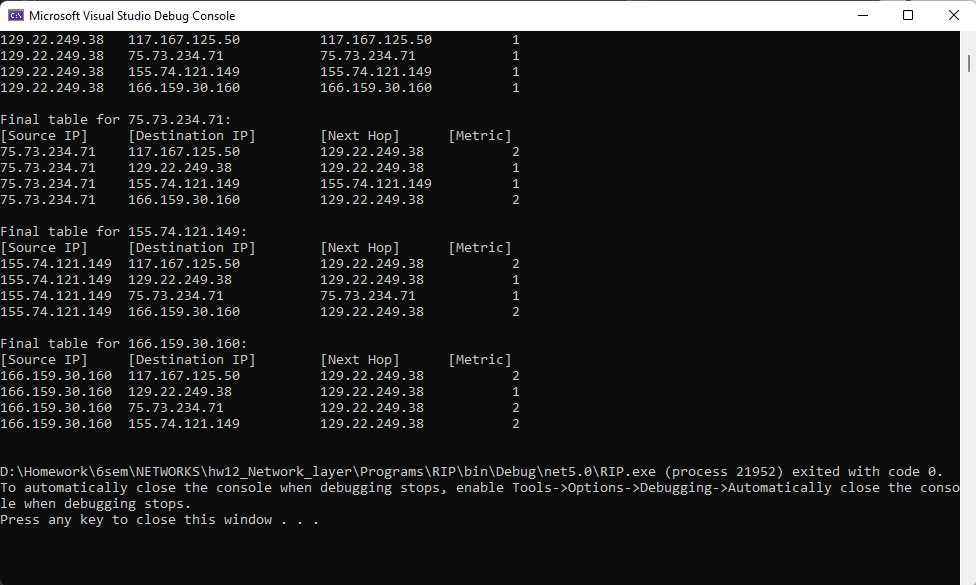 Microsoft Visual Studio Debug Console
129.22.249.38   117.167.125.50          117.167.125.50          1
129.22.249.38   75.73.234.71            75.73.234.71            1
129.22.249.38   155.74.121.149          155.74.121.149          1
129.22.249.38   166.159.30.160          166.159.30.160          1
Final table for 75.73.234.71:
[Source IP]     [Destination IP]        [Next Hop]      [Metric]
75.73.234.71    117.167.125.50          129.22.249.38           2
75.73.234.71    129.22.249.38           129.22.249.38           1
75.73.234.71    155.74.121.149          155.74.121.149          1
75.73.234.71    166.159.30.160          129.22.249.38           2
Final table for 155.74.121.149:
[Source IP]     [Destination IP]        [Next Hop]      [Metric]
155.74.121.149  117.167.125.50          129.22.249.38           2
155.74.121.149  129.22.249.38           129.22.249.38           1
155.74.121.149  75.73.234.71            75.73.234.71            1
155.74.121.149  166.159.30.160          129.22.249.38           2
Final table for 166.159.30.160:
[Source IP]     [Destination IP]        [Next Hop]      [Metric]
166.159.30.160  117.167.125.50          129.22.249.38           2
166.159.30.160  129.22.249.38           129.22.249.38           1
166.159.30.160  75.73.234.71            129.22.249.38           2
166.159.30.160  155.74.121.149          129.22.249.38           2
D:\Homework\6sem\NETWORKS\hw12_Network_layer\Programs\RIP\bin\Debug\net5.0\RIP.exe (process 21952) exited with code 0.
To automatically close the console when debugging stops, enable Tools->Options->Debugging->Automatically close the conso
le when debugging stops.
Press any key to close this window . . .